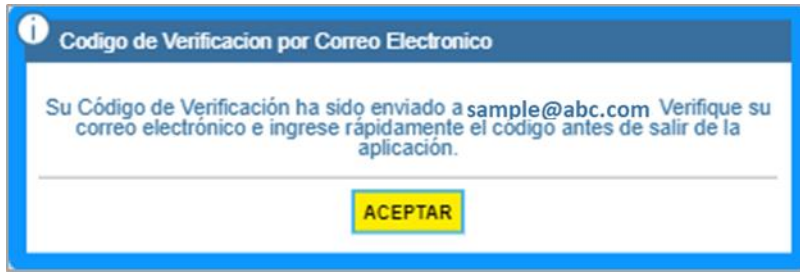 Codigo de Verificacion por Correo Electronico
Su Código de Verificación ha sido enviado a sample@abc.com Verifique su
correo electrónico e ingrese rápidamente el código antes de salir de la
aplicación.
ACEPTAR